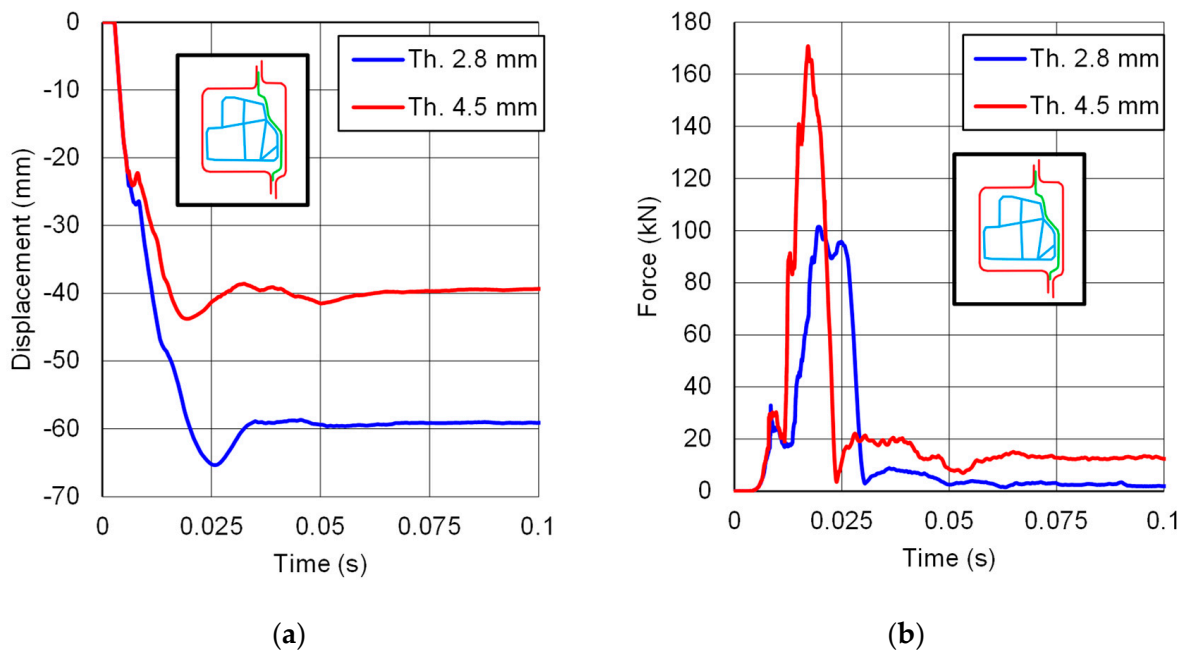 0
-10
-20
-30
-40
-50
-60
-70
Displacement (mm)
0 0.025 0.05 0.075 0.1
Time (s)
Th. 2.8 mm
Th. 4.5 mm
(a)
180
160
140
120
100
80
60
40
20
0
Force (kN)
0 0.025 0.05 0.075 0.1
Time (s)
Th. 2.8 mm
Th. 4.5 mm
(b)